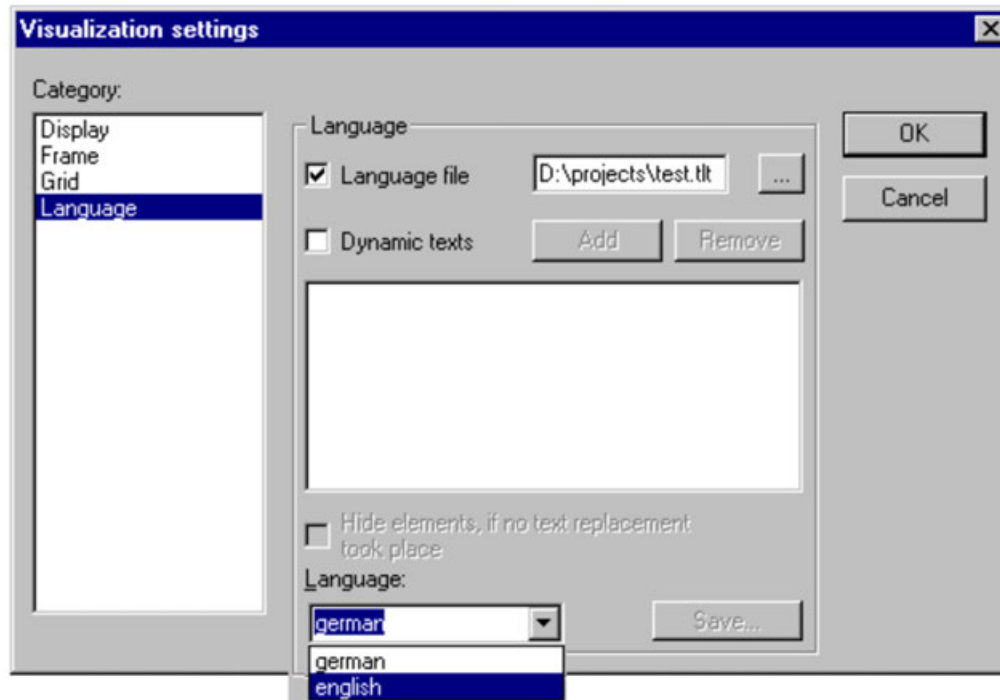 Visualization settings
Category:
Display
Frame
Grid
Language
Language
Language file
D:\projects\test.tlt
...
Dynamic texts
Add
Remove
Hide elements, if no text replacement
took place
Language:
german
Save...
german
english
OK
Cancel